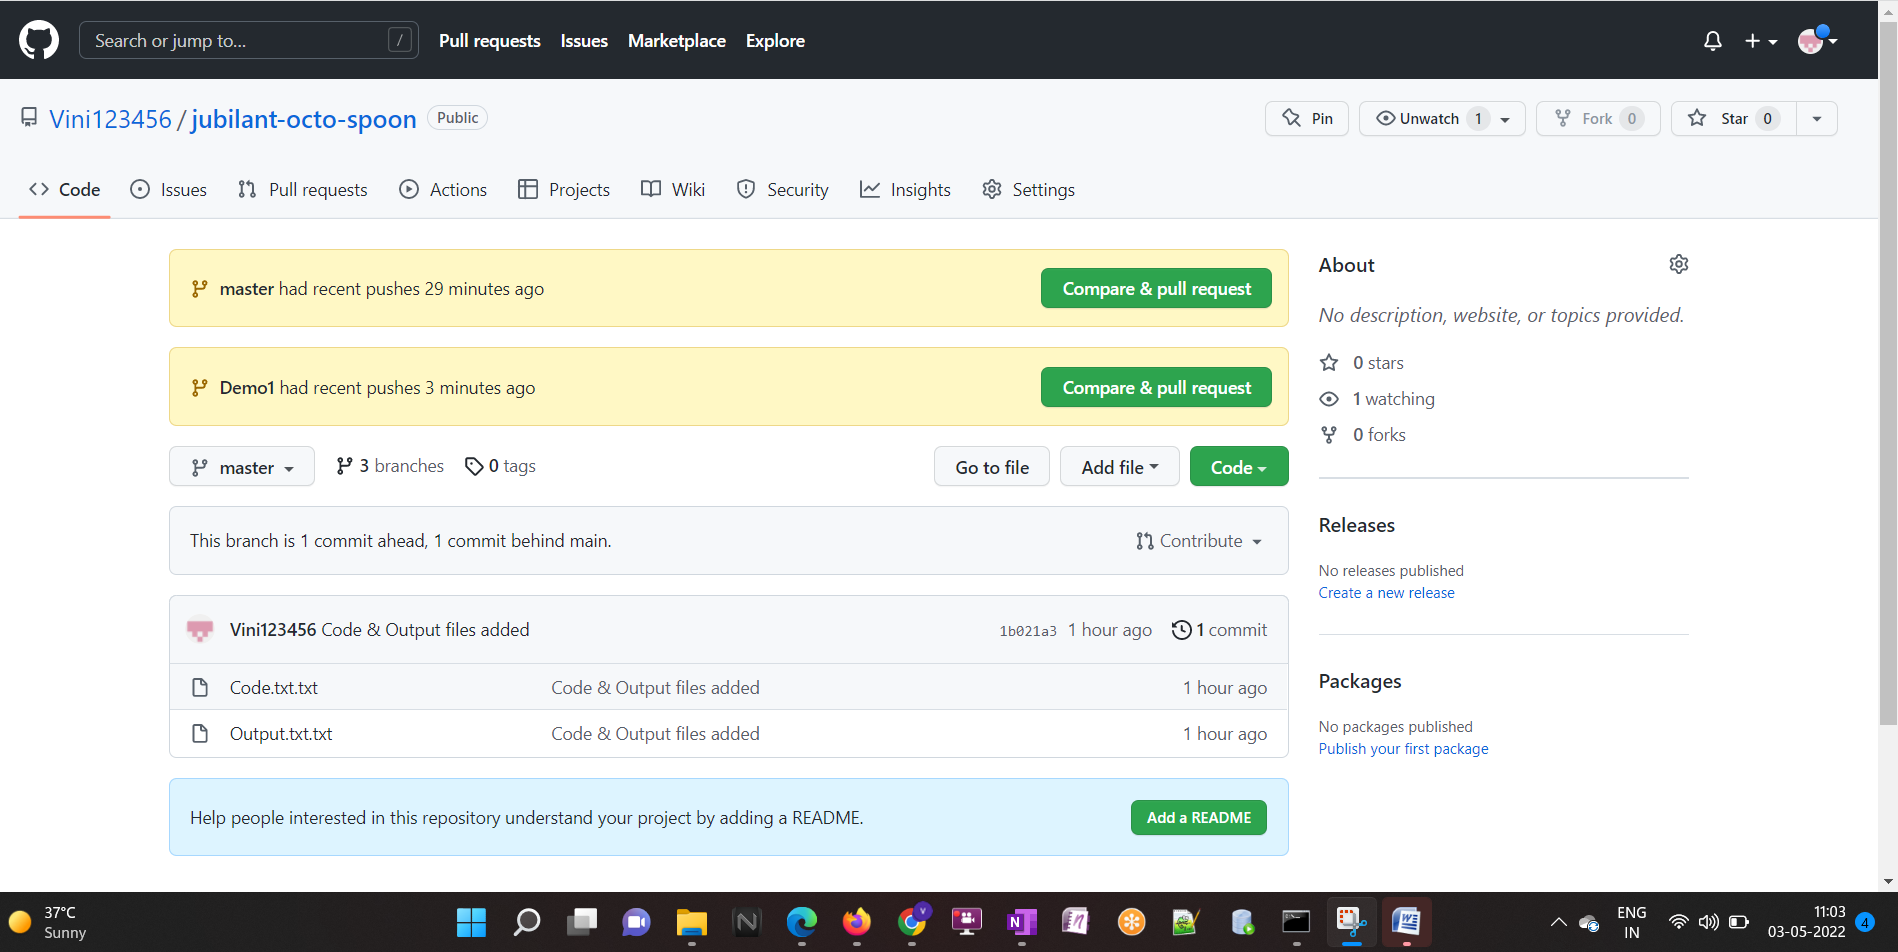 Search or jump to... / Pull requests Issues Marketplace Explore
Vini123456 / jubilant-octo-spoon Public Pin Unwatch 1 Fork 0 Star 0
Code Issues Pull requests Actions Projects Wiki Security Insights Settings
master had recent pushes 29 minutes ago Compare & pull request
Demo1 had recent pushes 3 minutes ago Compare & pull request
master 3 branches 0 tags Go to file Add file Code
This branch is 1 commit ahead, 1 commit behind main. Contribute
Vini123456 Code & Output files added 1b021a3 1 hour ago 1 commit
Code.txt.txt Code & Output files added 1 hour ago
Output.txt.txt Code & Output files added 1 hour ago
Help people interested in this repository understand your project by adding a README. Add a README
About
No description, website, or topics provided.
0 stars
1 watching
0 forks
Releases
No releases published
Create a new release
Packages
No packages published
Publish your first package
37°C
Sunny
V
N
N
W
ENG
IN
11:03
03-05-2022
4